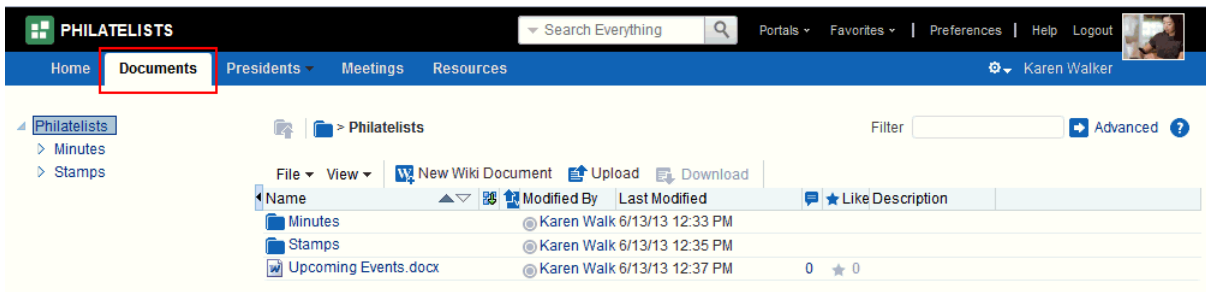 PHILATELISTS Search Everything Portals Favorites | Preferences | Help Logout
Home Documents Presidents Meetings Resources Karen Walker
Philatelists > Philatelists Filter Advanced ?
Minutes
Stamps File View New Wiki Document Upload Download
Name Modified By Last Modified Like Description
Minutes Karen Walk 6/13/13 12:33 PM
Stamps Karen Walk 6/13/13 12:35 PM
Upcoming Events.docx Karen Walk 6/13/13 12:37 PM 0 0